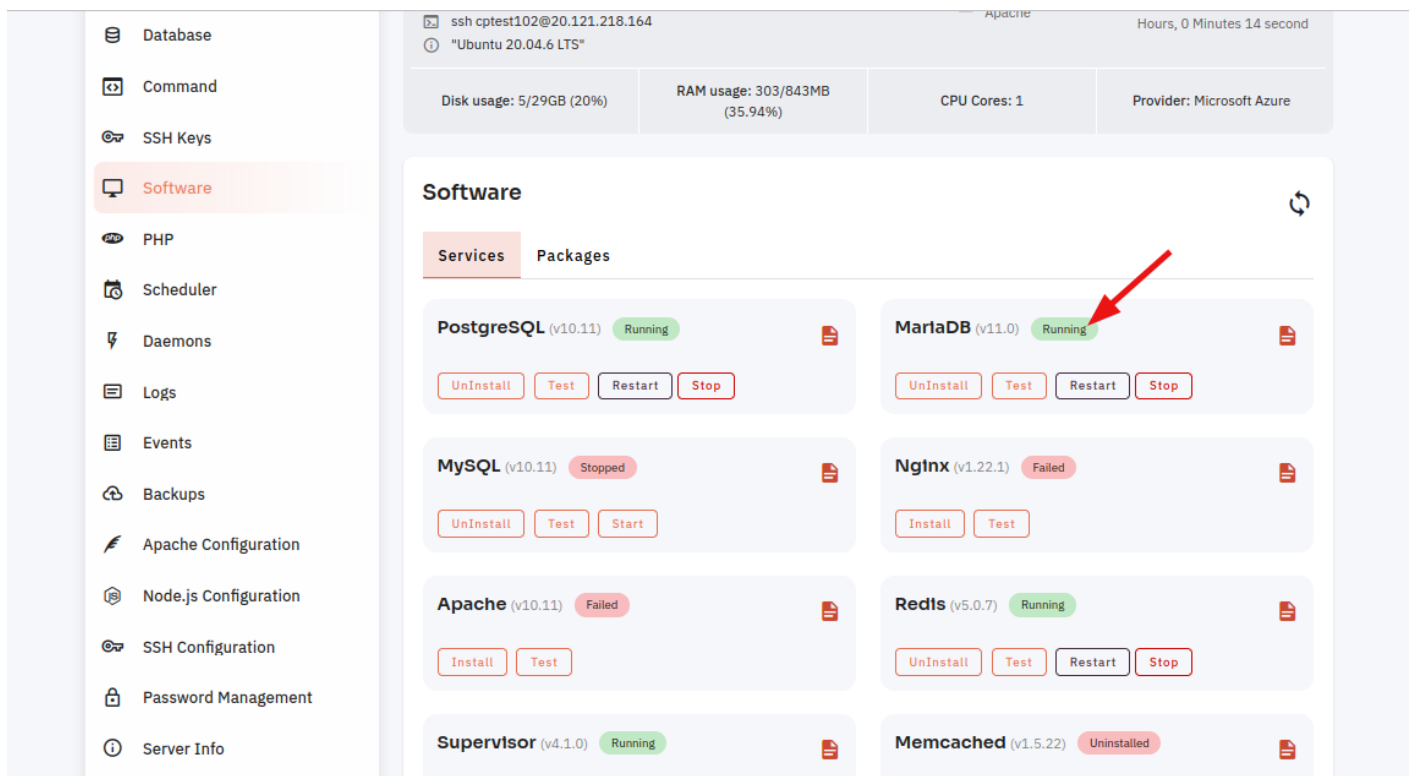 Database
Command
SSH Keys
Software
PHP
Scheduler
Daemons
Logs
Events
Backups
Apache Configuration
Node.js Configuration
SSH Configuration
Password Management
Server Info
ssh cptest102@20.121.218.164
"Ubuntu 20.04.6 LTS"
Apache
Hours, 0 Minutes 14 second
Disk usage: 5/29GB (20%)
RAM usage: 303/843MB
(35.94%)
CPU Cores: 1
Provider: Microsoft Azure
Software
Services Packages
PostgreSQL (v10.11) Running
UnInstall Test Restart Stop
MariaDB (v11.0) Running
UnInstall Test Restart Stop
MySQL (v10.11) Stopped
UnInstall Test Start
Nginx (v1.22.1) Failed
Install Test
Apache (v10.11) Failed
Install Test
Redis (v5.0.7) Running
UnInstall Test Restart Stop
Supervisor (v4.1.0) Running
Memcached (v1.5.22) Uninstalled